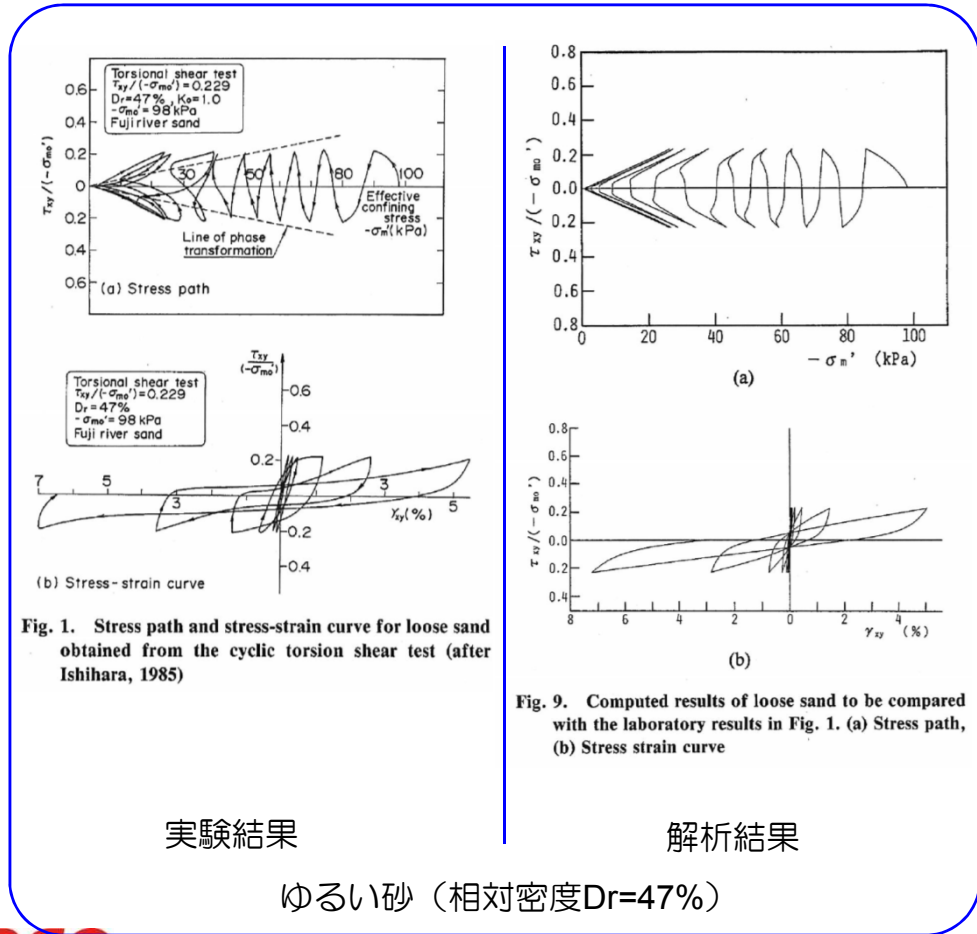 Torsional shear test
τxy/(-σmo')=0.229
Dr=47%, Ko=1.0
-σmo'=98 kPa
Fuji river sand
τxy/(-σmo')
0.6
0.4
0.2
0
0.2
0.4
0.6
30
50
80
100
Effective
confining
stress
-σm'(kPa)
Line of phase
transformation
(a) Stress path
τxy
(-σmo')
Torsional shear test
τxy/(-σmo')=0.229
Dr=47%
-σmo'=98 kPa
Fuji river sand
0.6
0.4
0.2
7
5
3
3
5
γxy(%)
0.2
0.4
(b) Stress-strain curve
Fig. 1. Stress path and stress-strain curve for loose sand
obtained from the cyclic torsion shear test (after
Ishihara, 1985)
実験結果
τxy/(-σmo')
0.8
0.6
0.4
0.2
0.0
0.2
0.4
0.6
0.8
0
20
40
60
80
100
-σm' (kPa)
(a)
τxy/(-σmo')
0.8
0.6
0.4
0.2
0.0
0.2
0.4
8
6
4
2
0
2
4
γxy (%)
(b)
Fig. 9. Computed results of loose sand to be compared
with the laboratory results in Fig. 1. (a) Stress path,
(b) Stress strain curve
解析結果
ゆるい砂（相対密度Dr=47%）